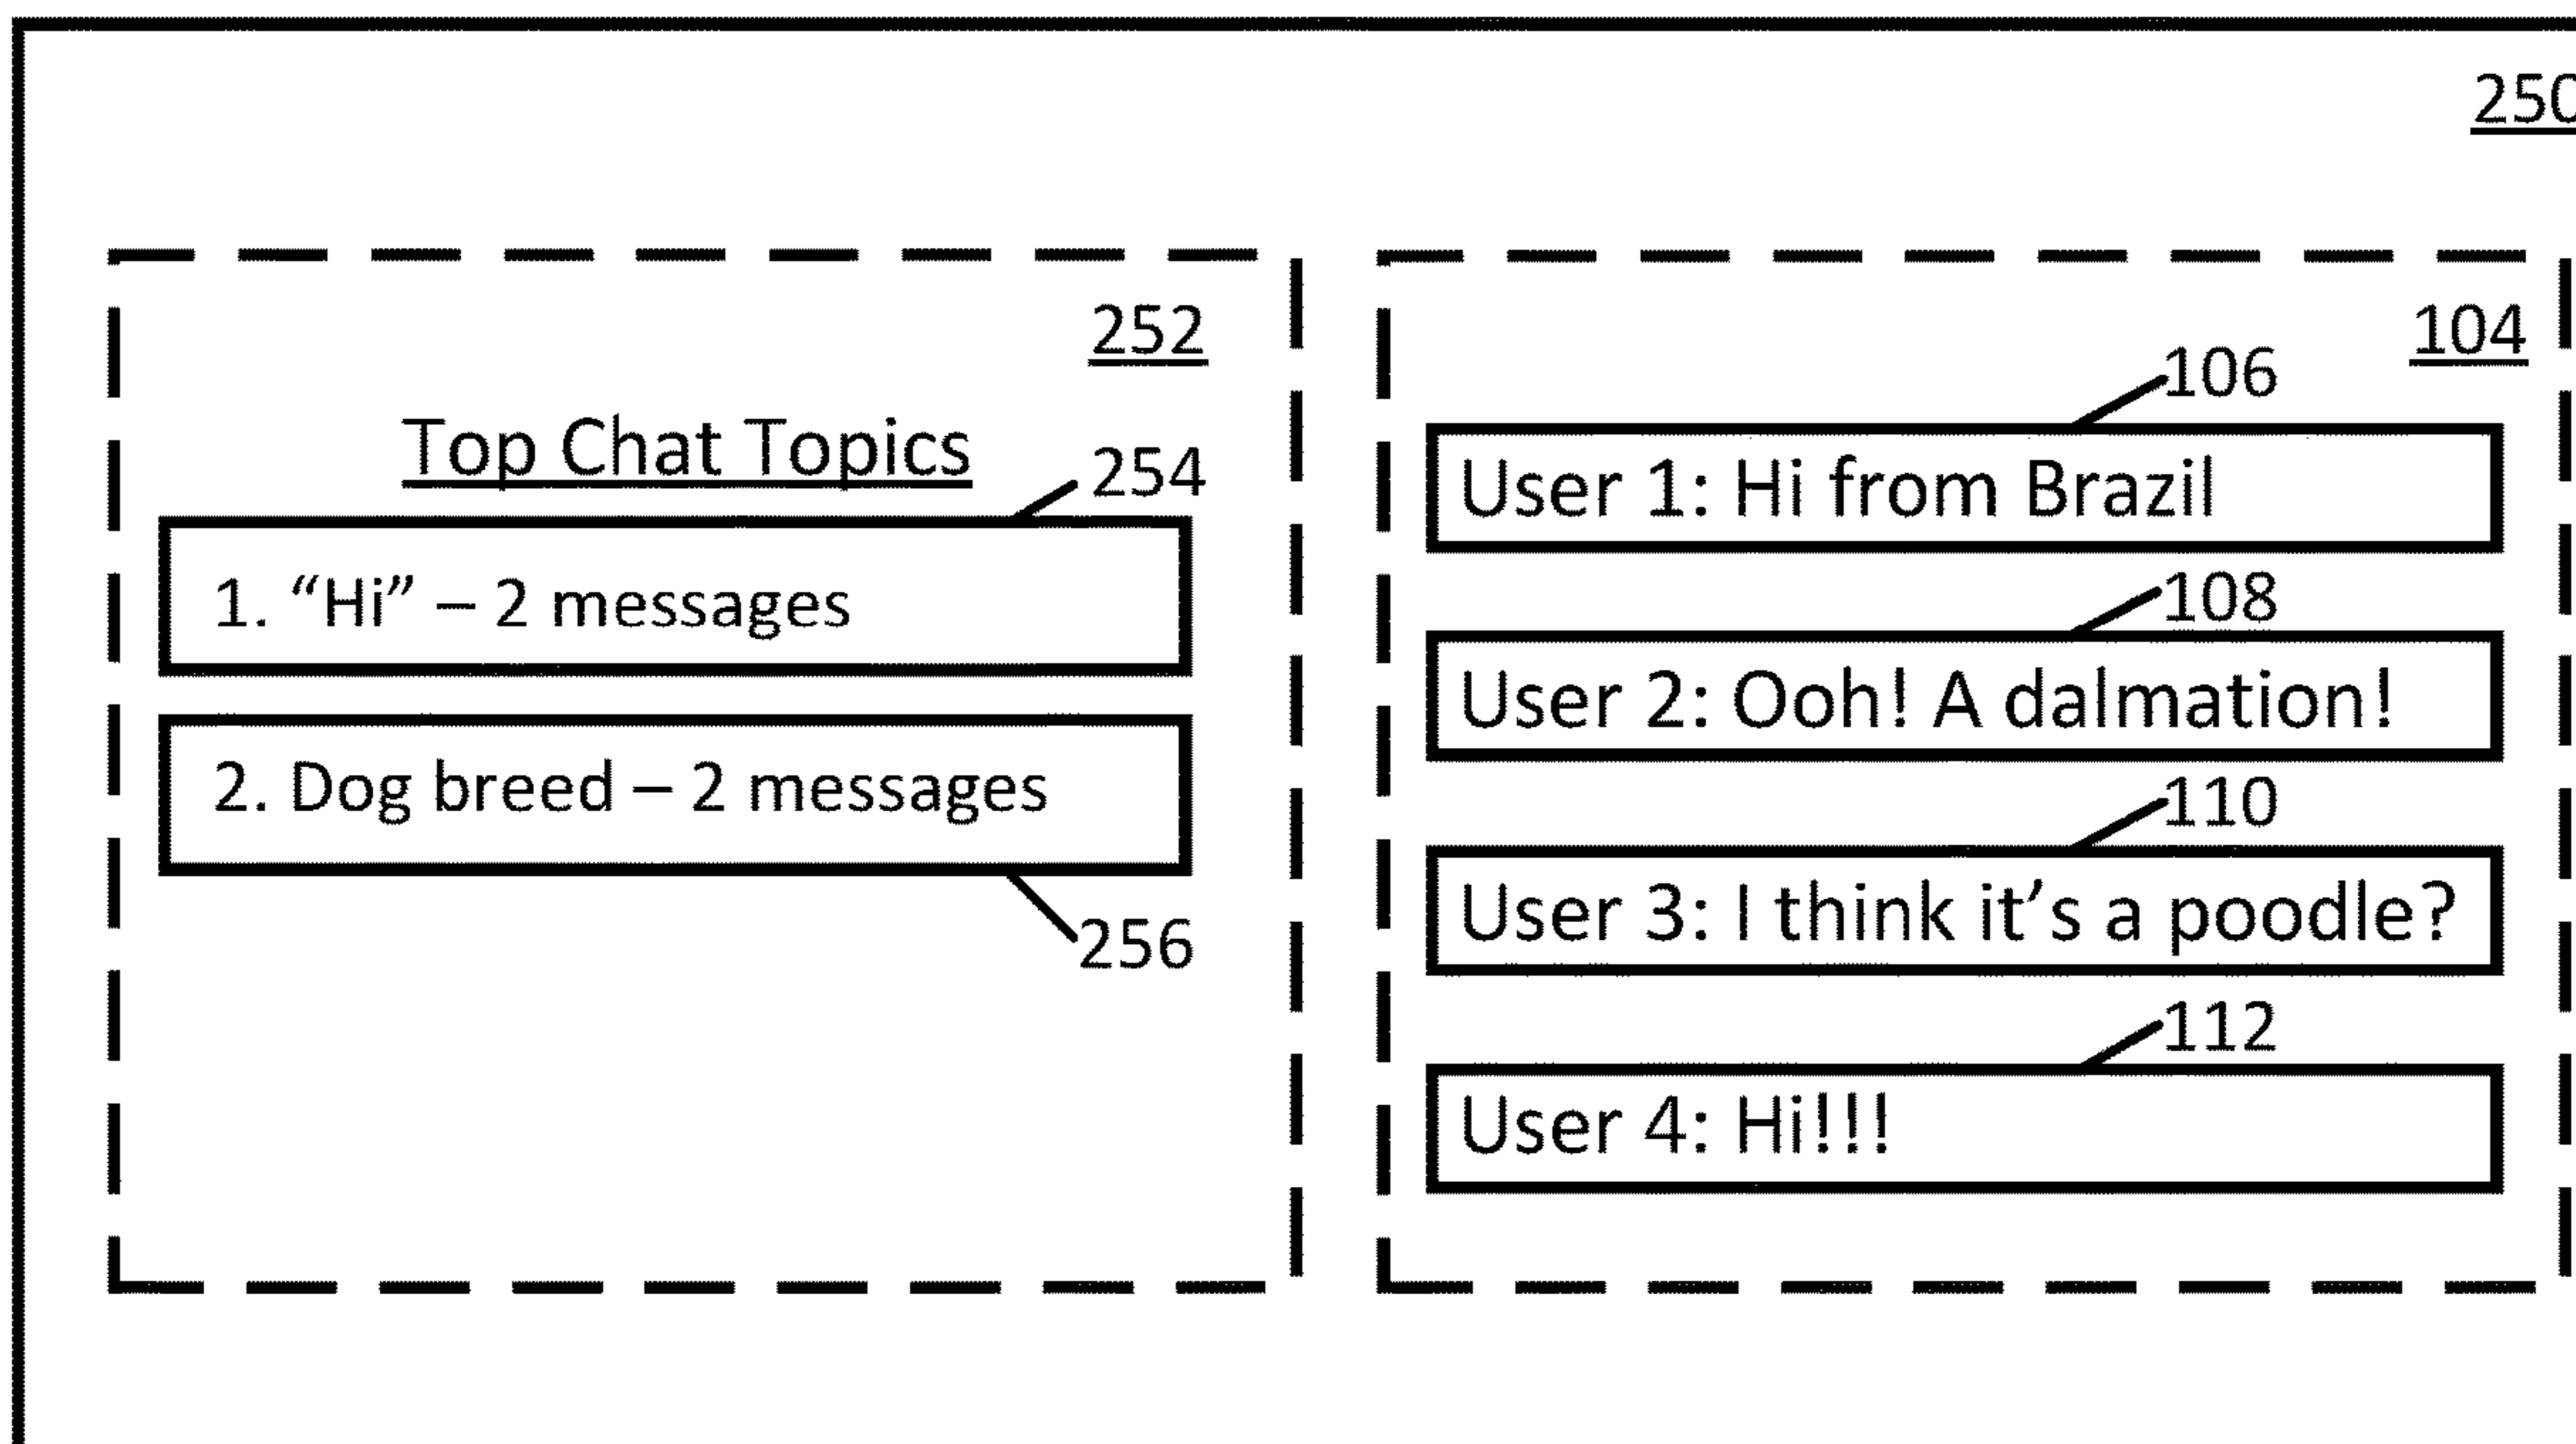 250
252
Top Chat Topics
254
1. “Hi” – 2 messages
2. Dog breed – 2 messages
256
104
106
User 1: Hi from Brazil
108
User 2: Ooh! A dalmation!
110
User 3: I think it’s a poodle?
112
User 4: Hi!!!